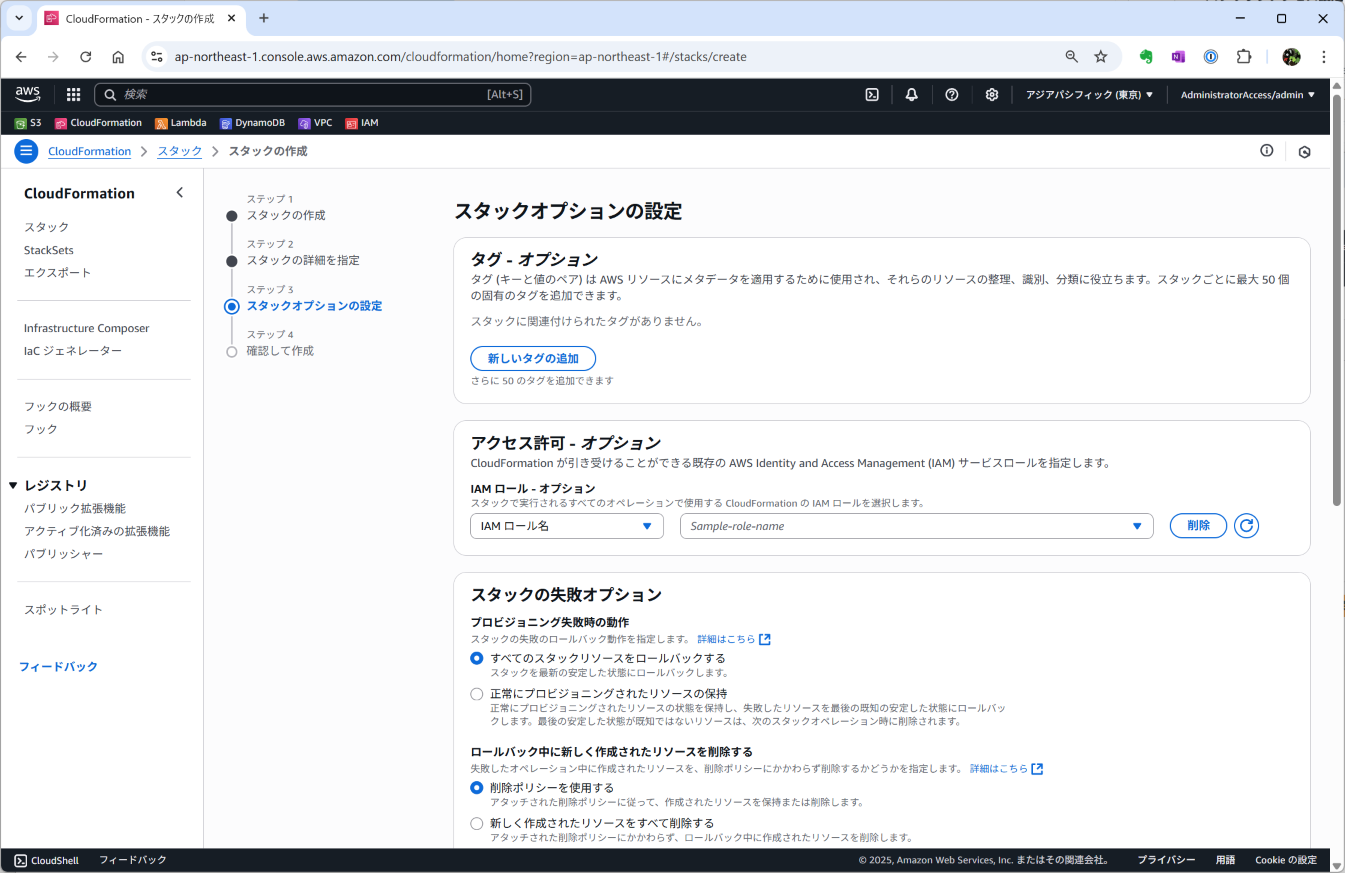 CloudFormation - スタックの作成
ap-northeast-1.console.aws.amazon.com/cloudformation/home?region=ap-northeast-1#/stacks/create
aws
検索
[Alt+S]
アジアパシフィック (東京) ▼
AdministratorAccess/admin ▼
S3
CloudFormation
Lambda
DynamoDB
VPC
IAM
CloudFormation > スタック > スタックの作成
CloudFormation
スタック
StackSets
エクスポート
Infrastructure Composer
IaC ジェネレーター
フックの概要
フック
▼ レジストリ
パブリック拡張機能
アクティブ化済みの拡張機能
パブリッシャー
スポットライト
フィードバック
ステップ 1
スタックの作成
ステップ 2
スタックの詳細を指定
ステップ 3
スタックオプションの設定
ステップ 4
確認して作成
スタックオプションの設定
タグ - オプション
タグ (キーと値のペア) は AWS リソースにメタデータを適用するために使用され、それらのリソースの整理、識別、分類に役立ちます。スタックごとに最大 50 個
の固有のタグを追加できます。
スタックに関連付けられたタグがありません。
新しいタグの追加
さらに 50 のタグを追加できます
アクセス許可 - オプション
CloudFormation が引き受けることができる既存の AWS Identity and Access Management (IAM) サービスロールを指定します。
IAM ロール - オプション
スタックで実行されるすべてのオペレーションで使用する CloudFormation の IAM ロールを選択します。
IAM ロール名
Sample-role-name
削除
スタックの失敗オプション
プロビジョニング失敗時の動作
スタックの失敗のロールバック動作を指定します。 詳細はこちら
すべてのスタックリソースをロールバックする
スタックを最新の安定した状態にロールバックします。
正常にプロビジョニングされたリソースの保持
正常にプロビジョニングされたリソースの状態を保持し、失敗したリソースを最後の既知の安定した状態にロールバッ
クします。最後の安定した状態が既知ではないリソースは、次のスタックオペレーション時に削除されます。
ロールバック中に新しく作成されたリソースを削除する
失敗したオペレーション中に作成されたリソースを、削除ポリシーにかかわらず削除するかどうかを指定します。 詳細はこちら
削除ポリシーを使用する
アタッチされた削除ポリシーに従って、作成されたリソースを保持または削除します。
新しく作成されたリソースをすべて削除する
アタッチされた削除ポリシーにかかわらず、ロールバック中に作成されたリソースを削除します。
CloudShell
フィードバック
© 2025, Amazon Web Services, Inc. またはその関連会社。
プライバシー
用語
Cookie の設定